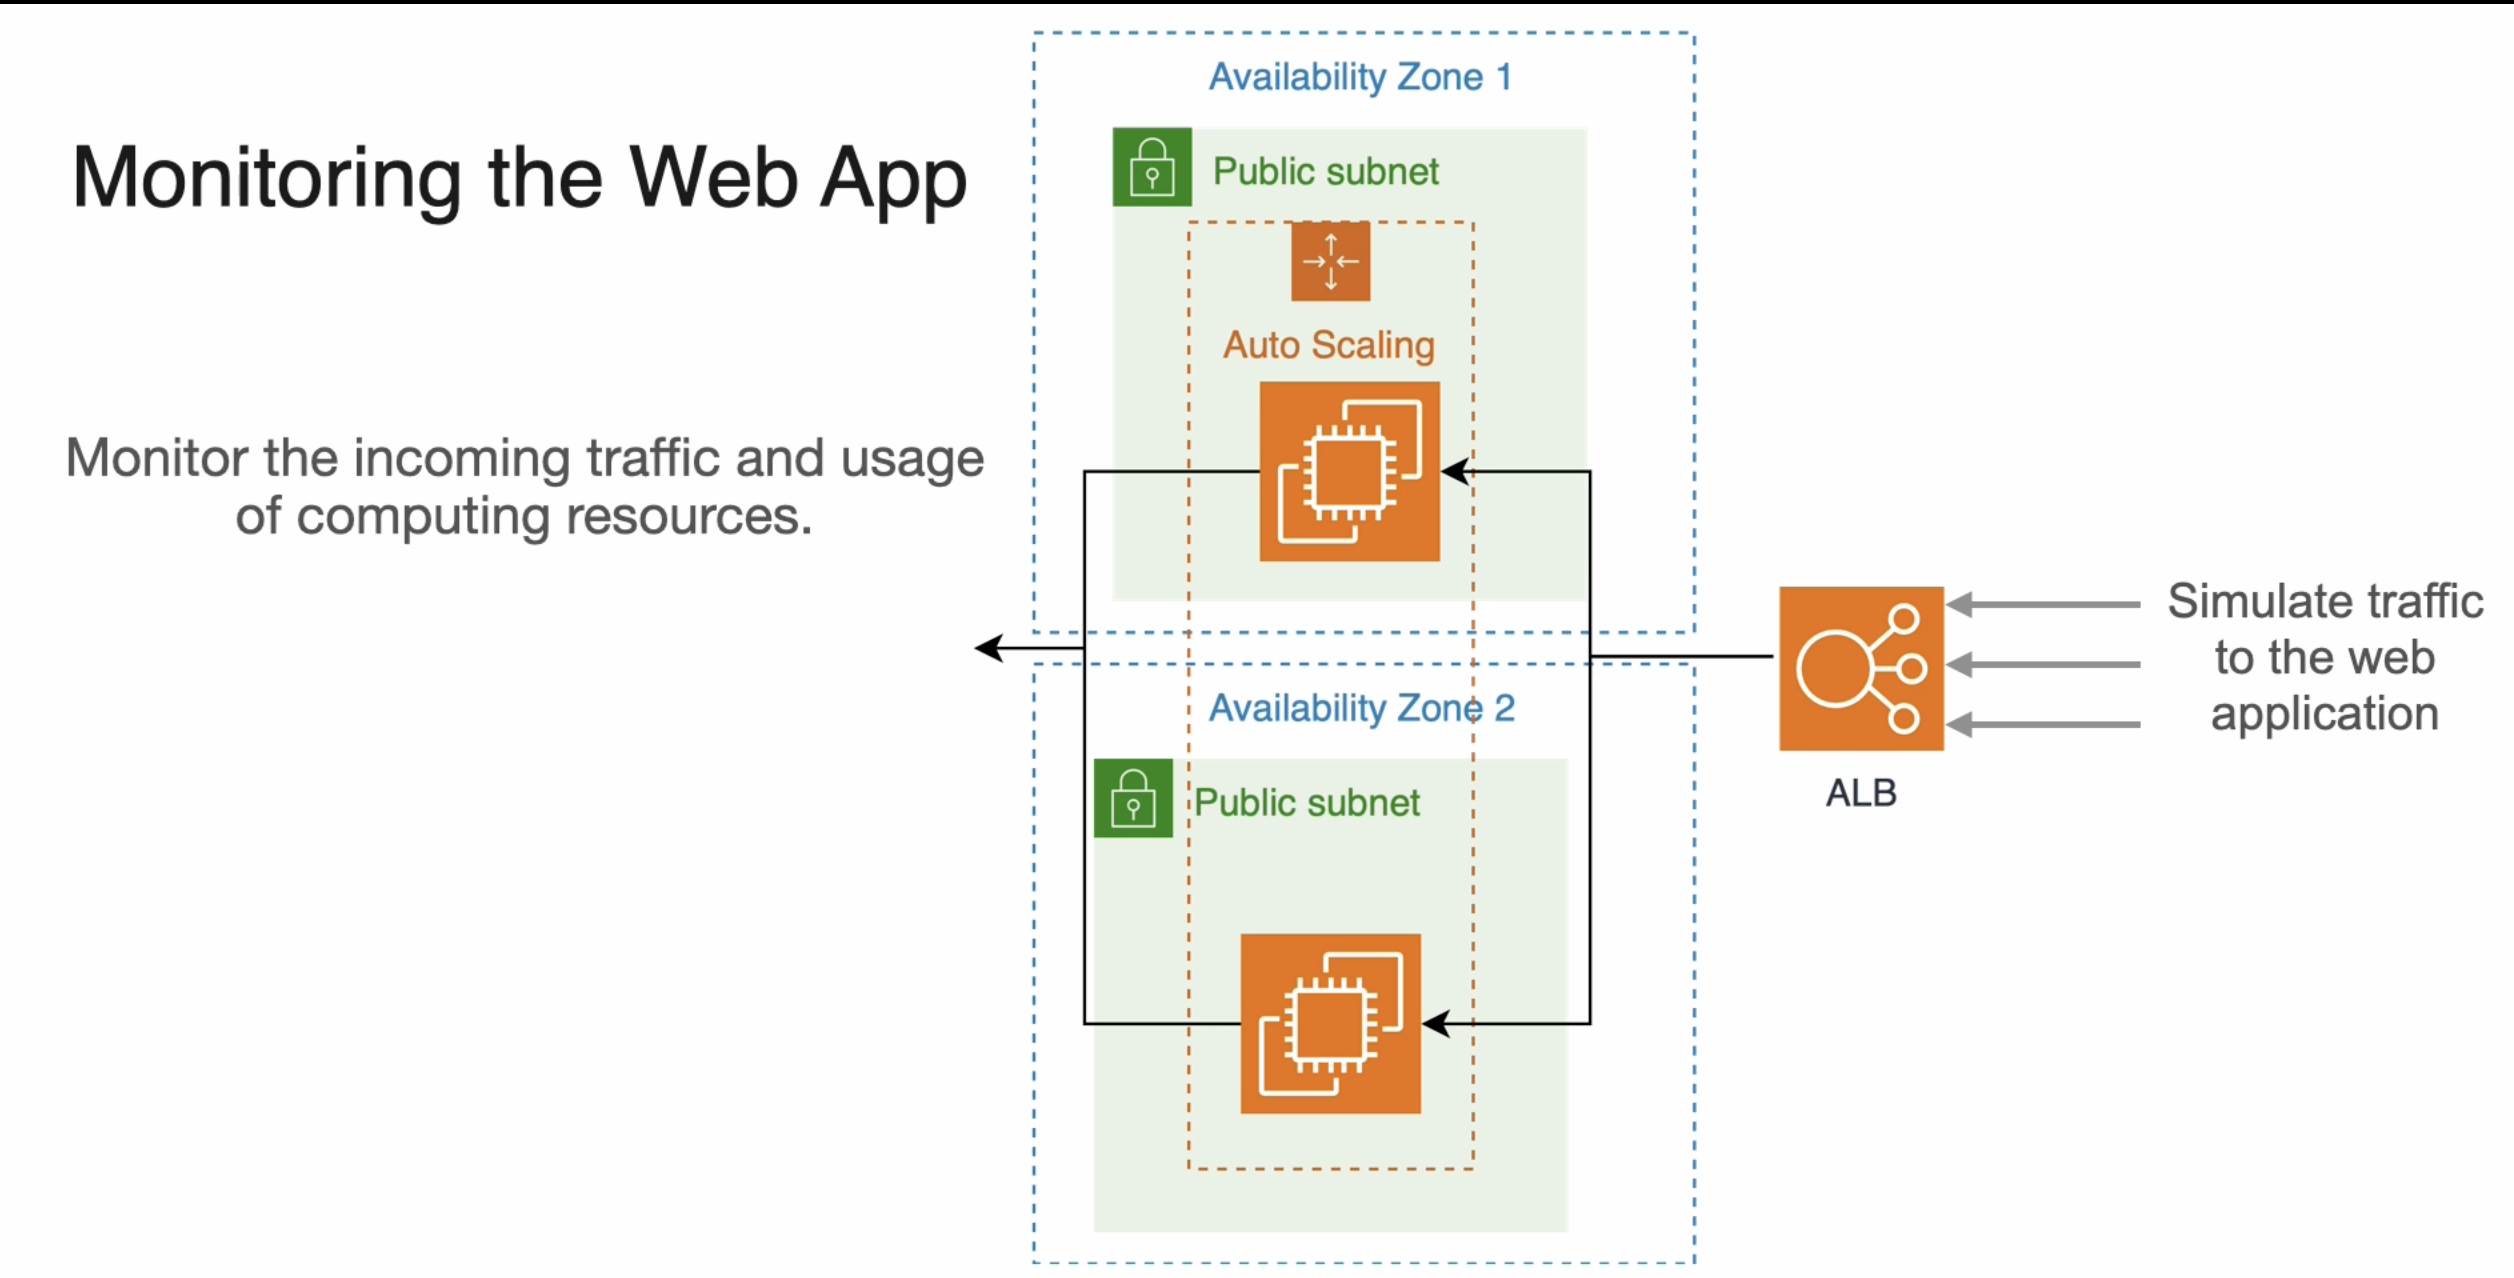 Monitoring the Web App
Monitor the incoming traffic and usage
of computing resources.
Availability Zone 1
Public subnet
Auto Scaling
Availability Zone 2
Public subnet
ALB
Simulate traffic
to the web
application